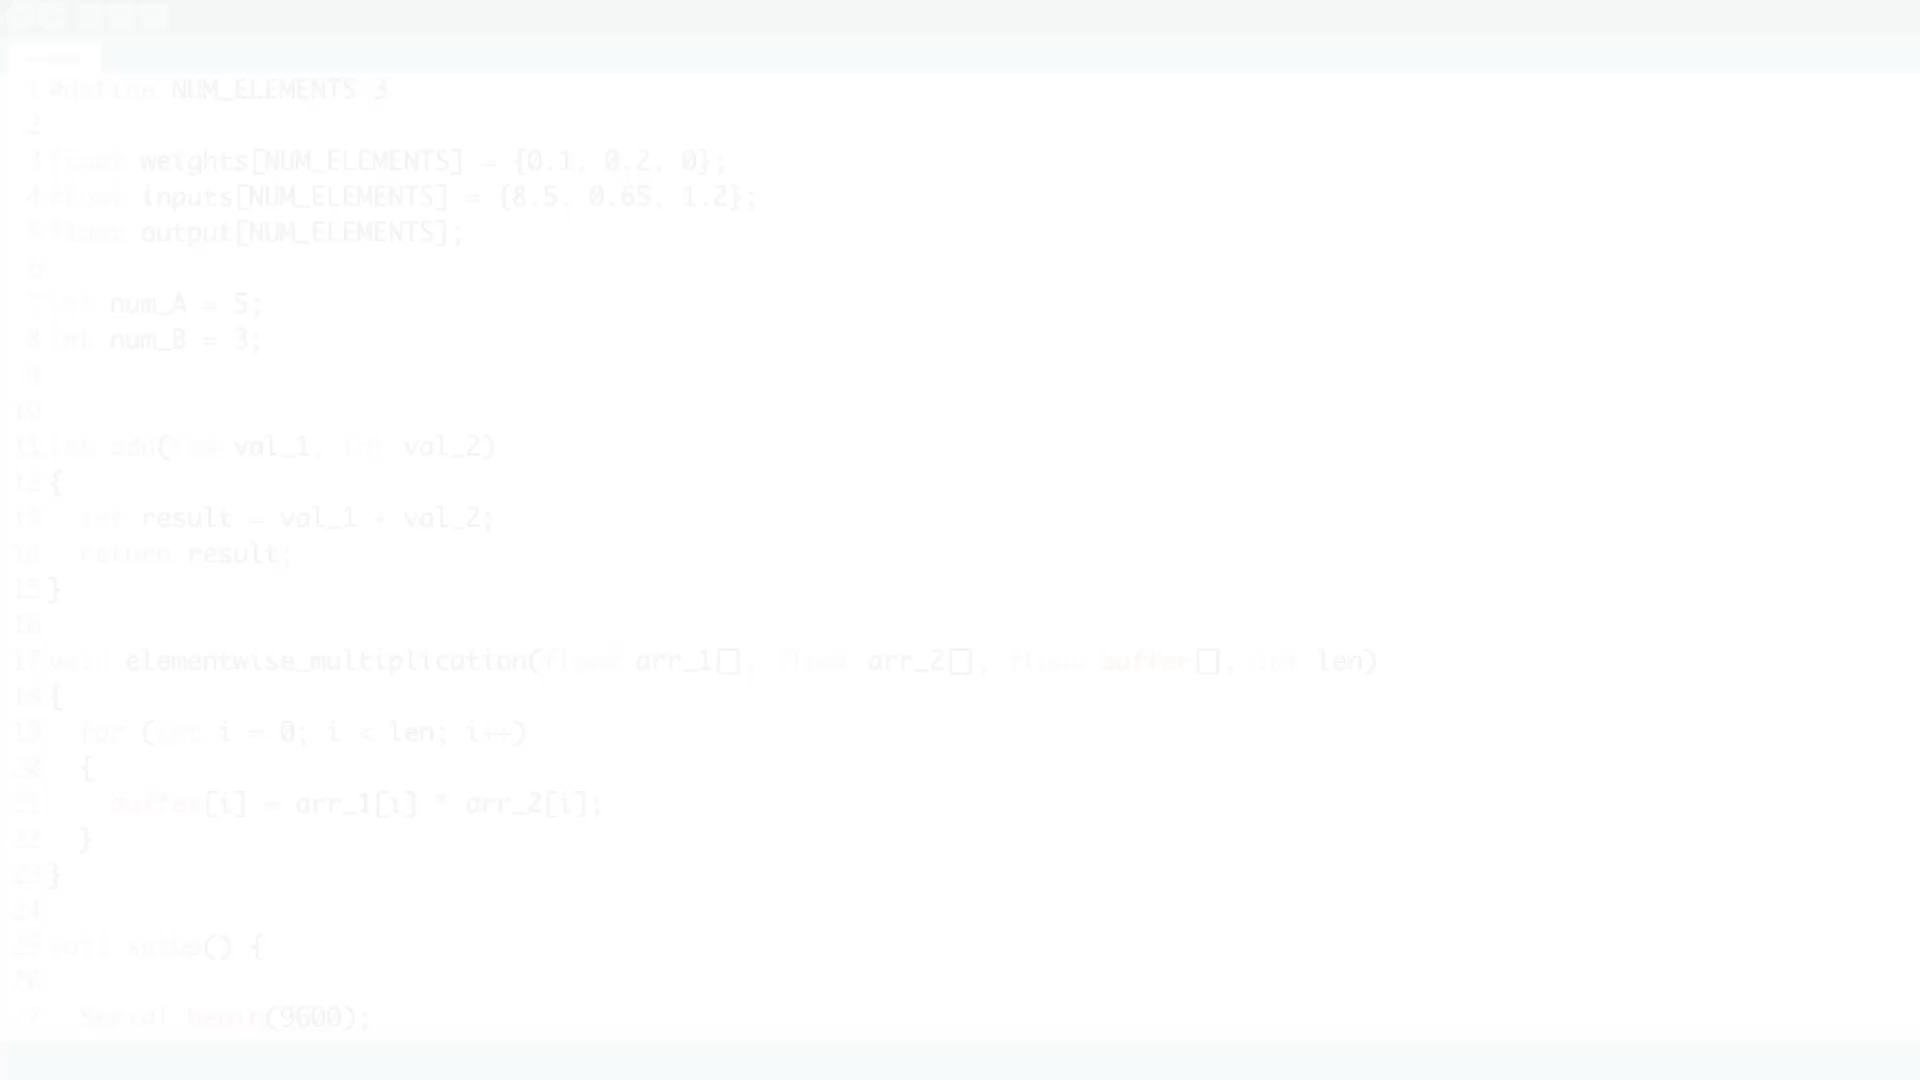 1 #define NUM_ELEMENTS 3
2
3 float weights[NUM_ELEMENTS] = {0.1, 0.2, 0};
4 float inputs[NUM_ELEMENTS] = {8.5, 0.65, 1.2};
5 float output[NUM_ELEMENTS];
6
7 int num_A = 5;
8 int num_B = 3;
9
10
11 int add(int val_1, int val_2)
12 {
13 int result = val_1 + val_2;
14 return result;
15 }
16
17 void elementwise_multiplication(float arr_1[], float arr_2[], float buffer[], int len)
18 {
19 for (int i = 0; i < len; i++)
20 {
21 buffer[i] = arr_1[i] * arr_2[i];
22 }
23 }
24
25 void setup() {
26
27 Serial.begin(9600);